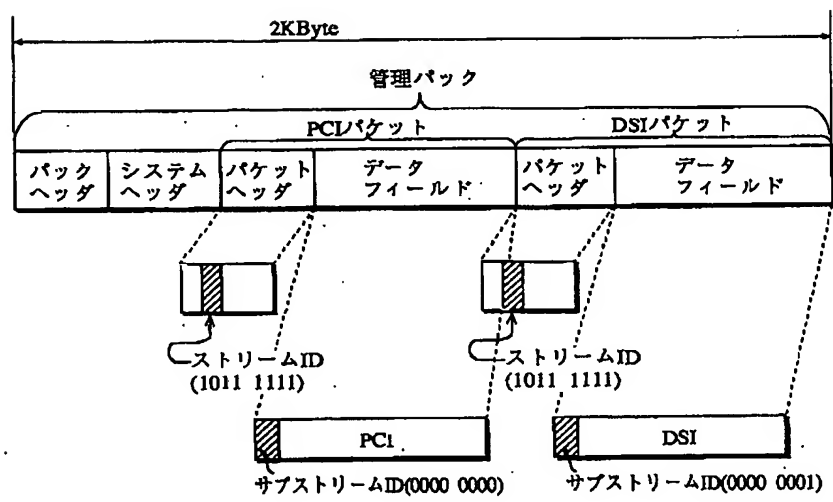 2KByte
管理パック
PCIパケット
DSIパケット
パック
ヘッダ
システム
ヘッダ
パケット
ヘッダ
データ
フィールド
パケット
ヘッダ
データ
フィールド
ストリームID
(1011 1111)
ストリームID
(1011 1111)
PCI
DSI
サブストリームID(0000 0000)
サブストリームID(0000 0001)